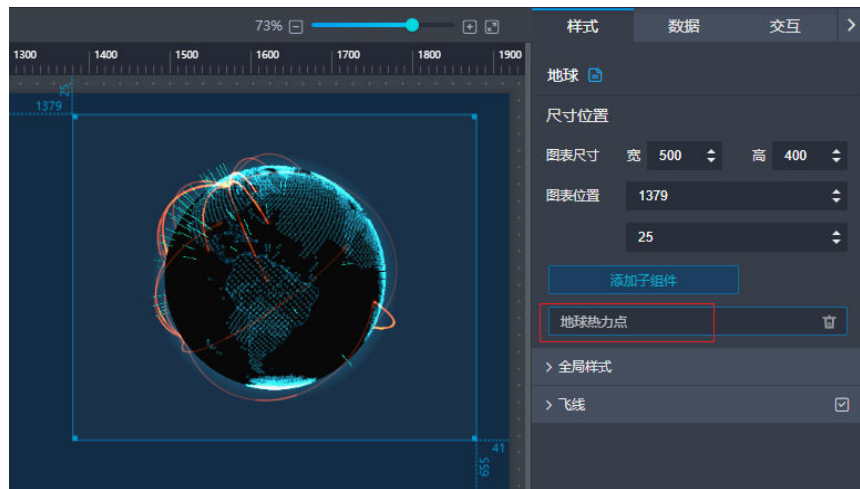 73%
样式 数据 交互
1300 1400 1500 1600 1700 1800 1900
地球
25
1379
尺寸位置
图表尺寸 宽 500 高 400
图表位置 1379
25
添加子组件
地球热力点
全局样式
飞线
41
655